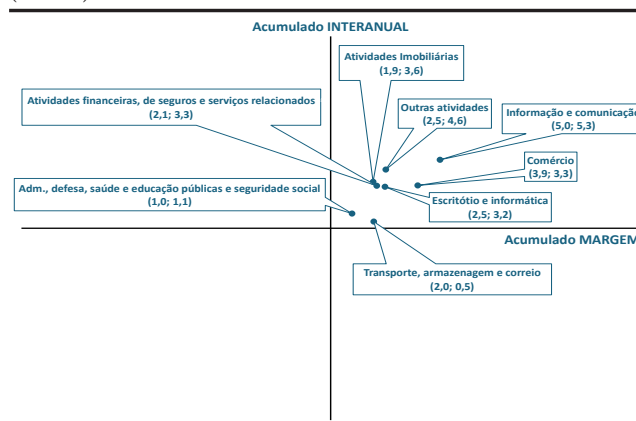 Acumulado INTERANUAL
Atividades Imobiliárias
(1,9; 3,6)
Atividades financeiras, de seguros e serviços relacionados
(2,1; 3,3)
Outras atividades
(2,5; 4,6)
Informação e comunicação
(5,0; 5,3)
Comércio
(3,9; 3,3)
Adm., defesa, saúde e educação públicas e seguridade social
(1,0; 1,1)
Escritótio e informática
(2,5; 3,2)
Acumulado MARGEM
Transporte, armazenagem e correio
(2,0; 0,5)